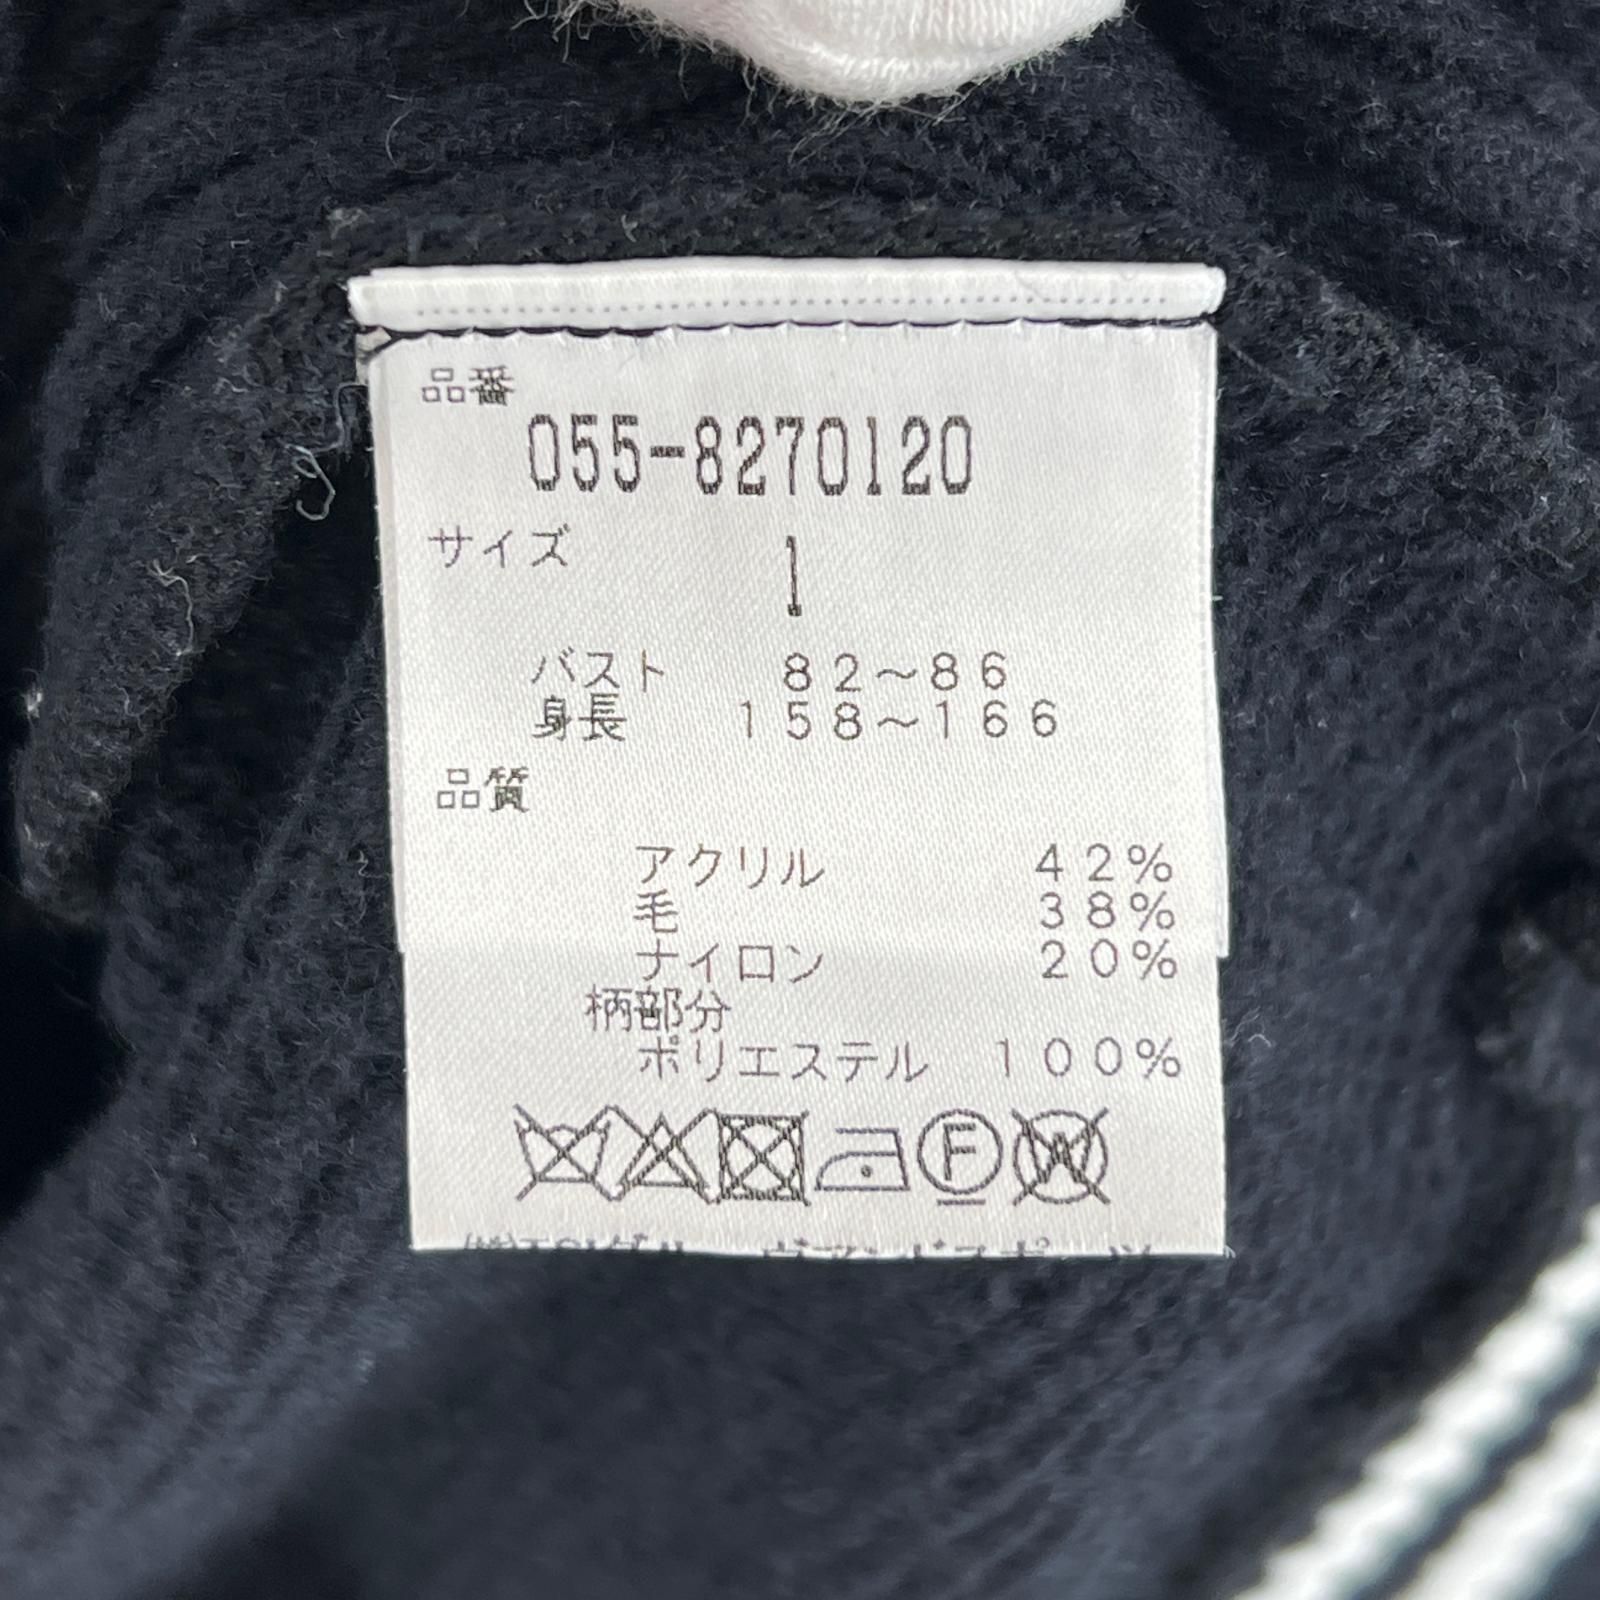 品番
055-8270120
サイズ 1
バスト 82~86
身長 158~166
品質
アクリル 42%
毛 38%
ナイロン 20%
柄部分
ポリエステル 100%
F W